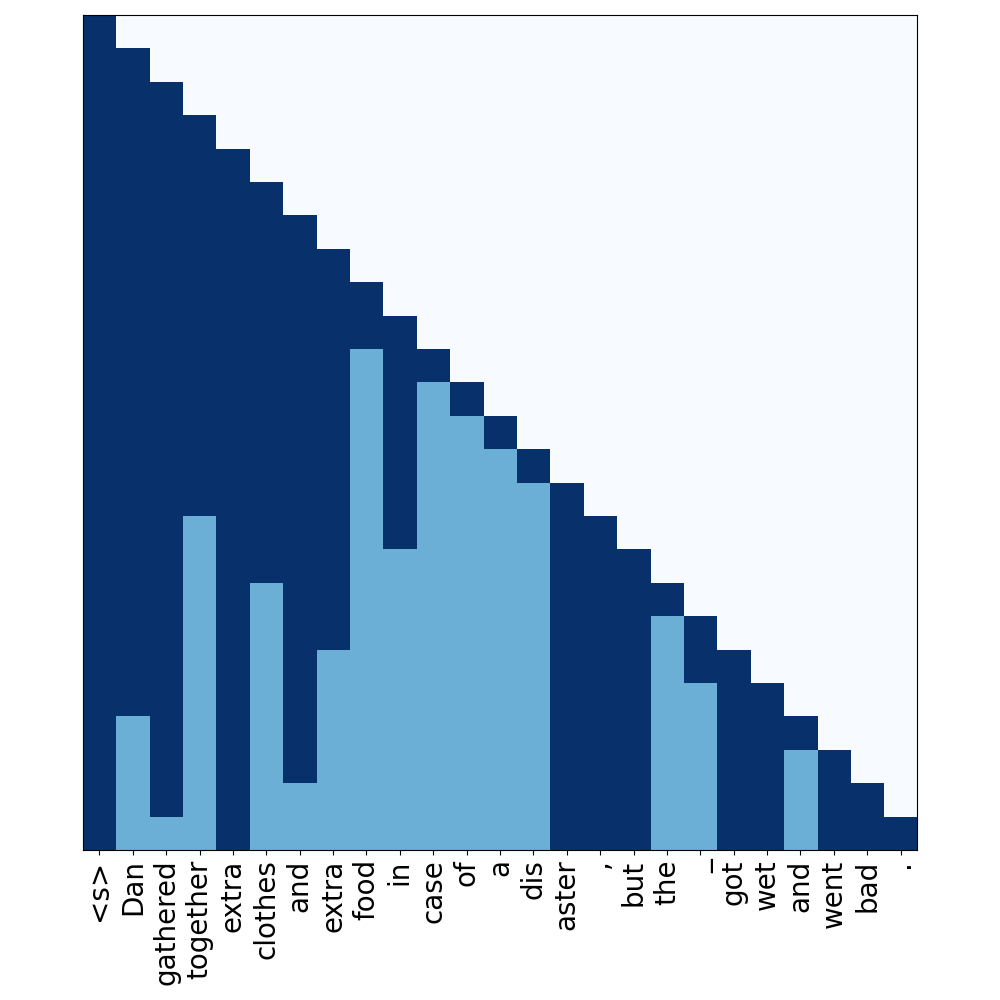 <s> Dan gathered together extra clothes and extra food in case of a dis aster , but the _ got wet and went bad .